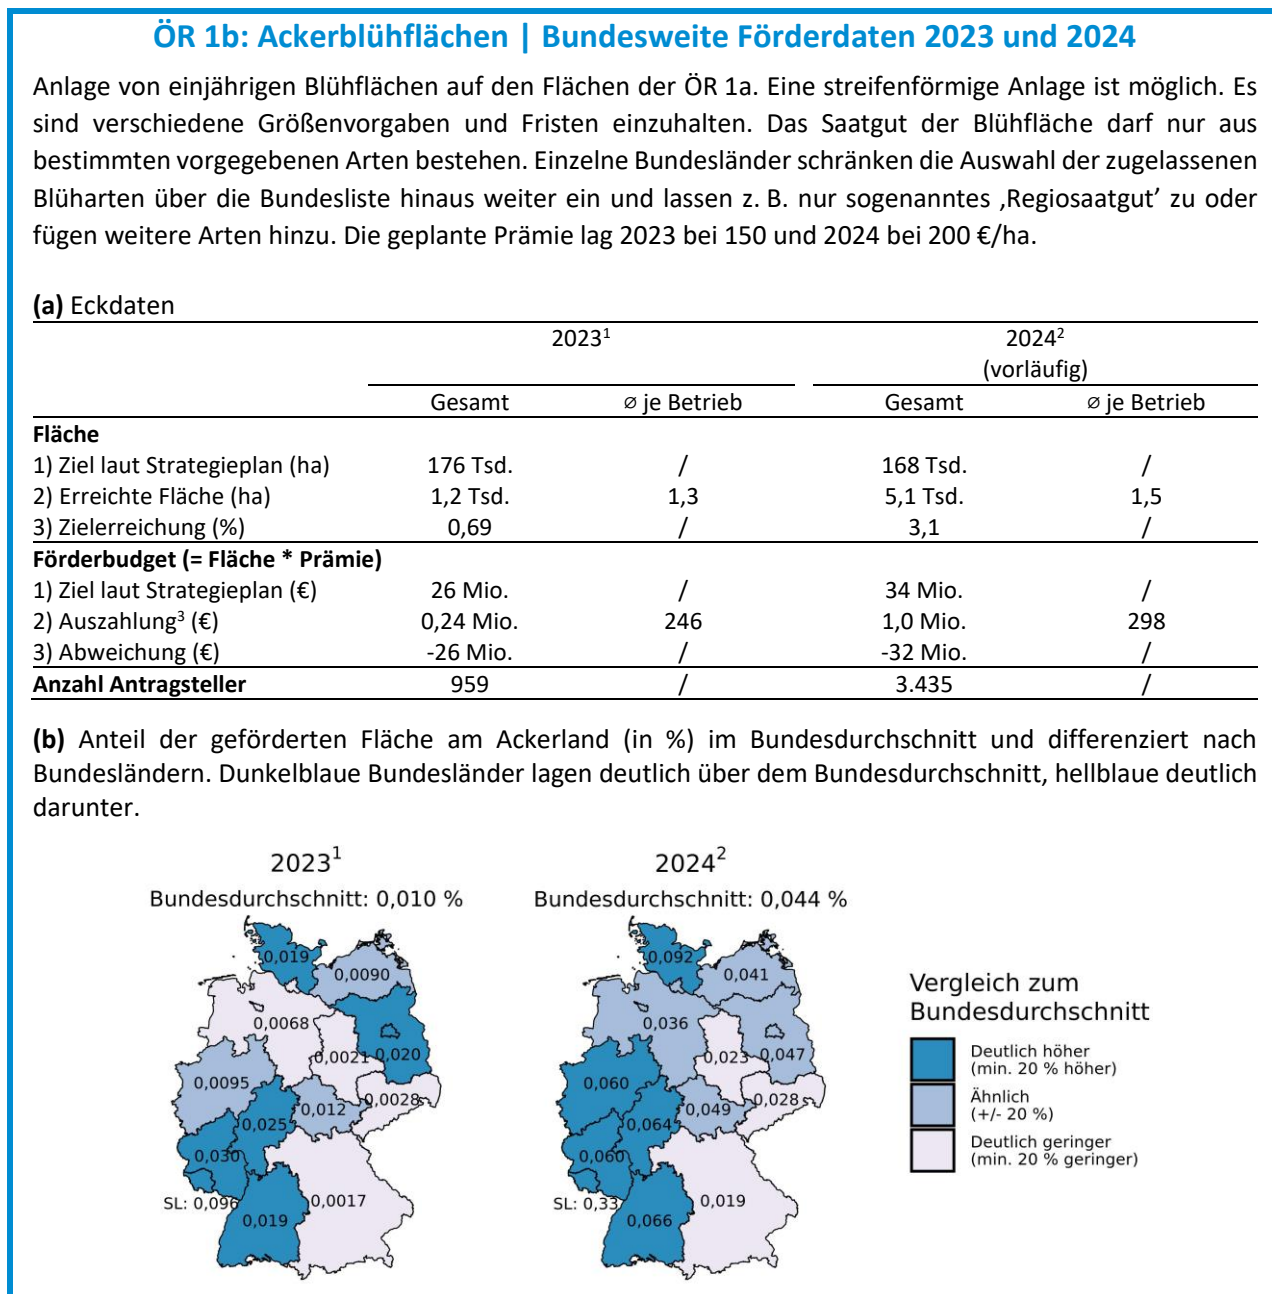 ÖR 1b: Ackerblühflächen | Bundesweite Förderdaten 2023 und 2024
Anlage von einjährigen Blühflächen auf den Flächen der ÖR 1a. Eine streifenförmige Anlage ist möglich. Es
sind verschiedene Größenvorgaben und Fristen einzuhalten. Das Saatgut der Blühfläche darf nur aus
bestimmten vorgegebenen Arten bestehen. Einzelne Bundesländer schränken die Auswahl der zugelassenen
Blüharten über die Bundesliste hinaus weiter ein und lassen z. B. nur sogenanntes ‚Regiosaatgut’ zu oder
fügen weitere Arten hinzu. Die geplante Prämie lag 2023 bei 150 und 2024 bei 200 €/ha.
(a) Eckdaten
2023¹ 2024²
(vorläufig)
Gesamt ⌀ je Betrieb Gesamt ⌀ je Betrieb
Fläche
1) Ziel laut Strategieplan (ha) 176 Tsd. / 168 Tsd. /
2) Erreichte Fläche (ha) 1,2 Tsd. 1,3 5,1 Tsd. 1,5
3) Zielerreichung (%) 0,69 / 3,1 /
Förderbudget (= Fläche * Prämie)
1) Ziel laut Strategieplan (€) 26 Mio. / 34 Mio. /
2) Auszahlung³ (€) 0,24 Mio. 246 1,0 Mio. 298
3) Abweichung (€) -26 Mio. / -32 Mio. /
Anzahl Antragsteller 959 / 3.435 /
(b) Anteil der geförderten Fläche am Ackerland (in %) im Bundesdurchschnitt und differenziert nach
Bundesländern. Dunkelblaue Bundesländer lagen deutlich über dem Bundesdurchschnitt, hellblaue deutlich
darunter.
2023¹
Bundesdurchschnitt: 0,010 %
0,019
0,0090
0,0068
0,0021
0,020
0,0095
0,012
0,0028
0,025
0,030
SL: 0,096
0,0017
0,019
2024²
Bundesdurchschnitt: 0,044 %
0,092
0,041
0,036
0,023
0,047
0,060
0,049
0,028
0,064
0,060
SL: 0,33
0,019
0,066
Vergleich zum
Bundesdurchschnitt
Deutlich höher
(min. 20 % höher)
Ähnlich
(+/- 20 %)
Deutlich geringer
(min. 20 % geringer)